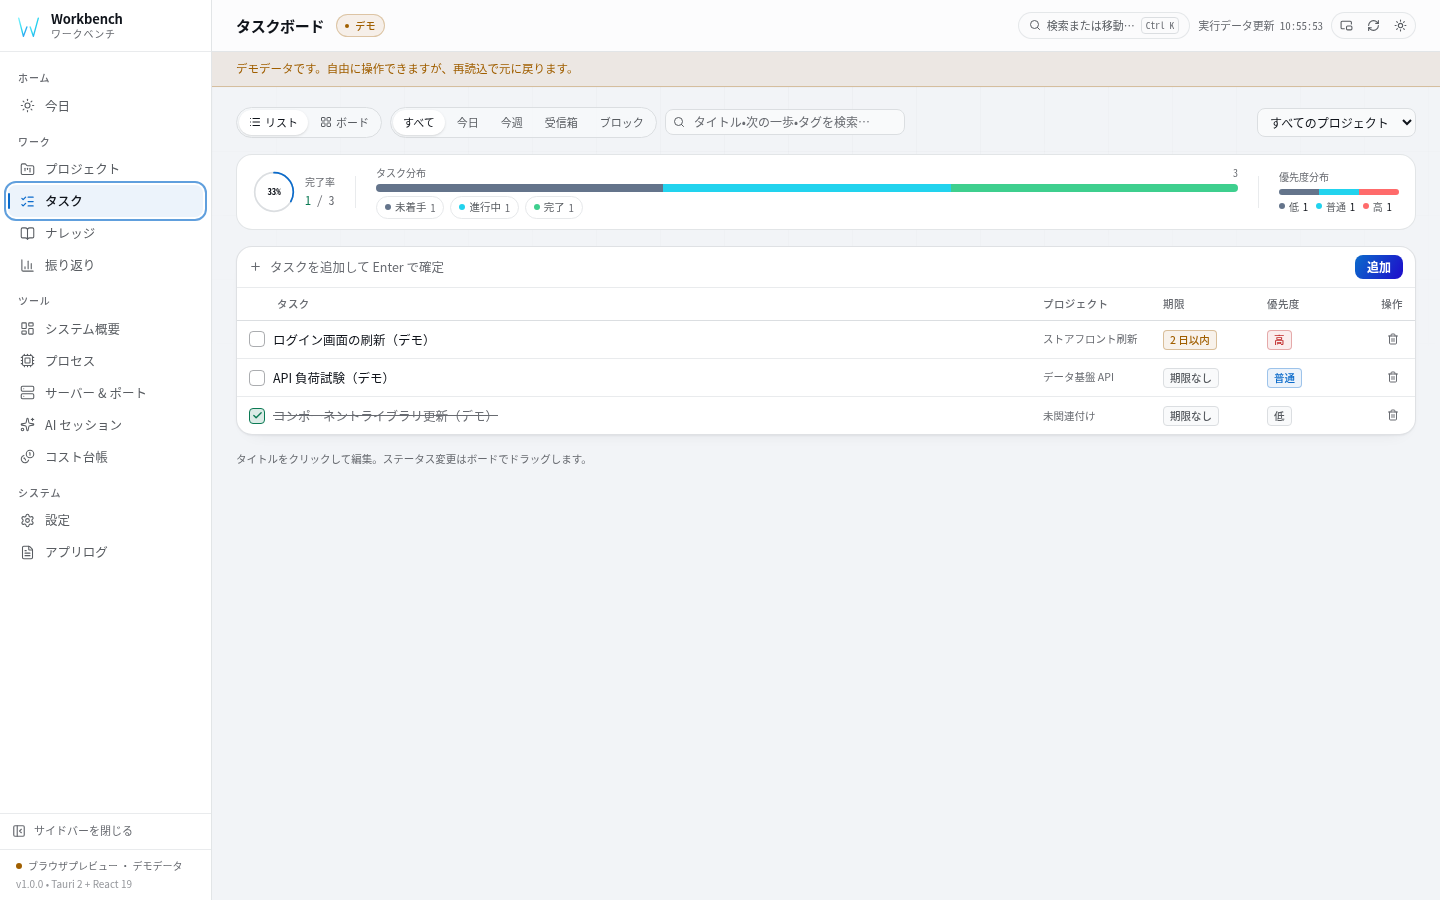 Workbench
ワークベンチ
ホーム
今日
ワーク
プロジェクト
タスク
ナレッジ
振り返り
ツール
システム概要
プロセス
サーバー & ポート
AI セッション
コスト台帳
システム
設定
アプリログ
サイドバーを閉じる
ブラウザプレビュー · デモデータ
v1.0.0 • Tauri 2 + React 19
タスクボード
デモ
検索または移動… Ctrl K
実行データ更新 10:55:53
デモデータです。自由に操作できますが、再読込で元に戻ります。
リスト ボード
すべて 今日 今週 受信箱 ブロック
タイトル・次の一歩・タグを検索…
すべてのプロジェクト
33%
完了率
1 / 3
タスク分布 3
未着手 1 進行中 1 完了 1
優先度分布
低 1 普通 1 高 1
タスクを追加して Enter で確定
追加
タスク プロジェクト 期限 優先度 操作
ログイン画面の刷新（デモ） ストアフロント刷新 2 日以内 高
API 負荷試験（デモ） データ基盤 API 期限なし 普通
コンポーネントライブラリ更新（デモ） 未関連付け 期限なし 低
タイトルをクリックして編集。ステータス変更はボードでドラッグします。